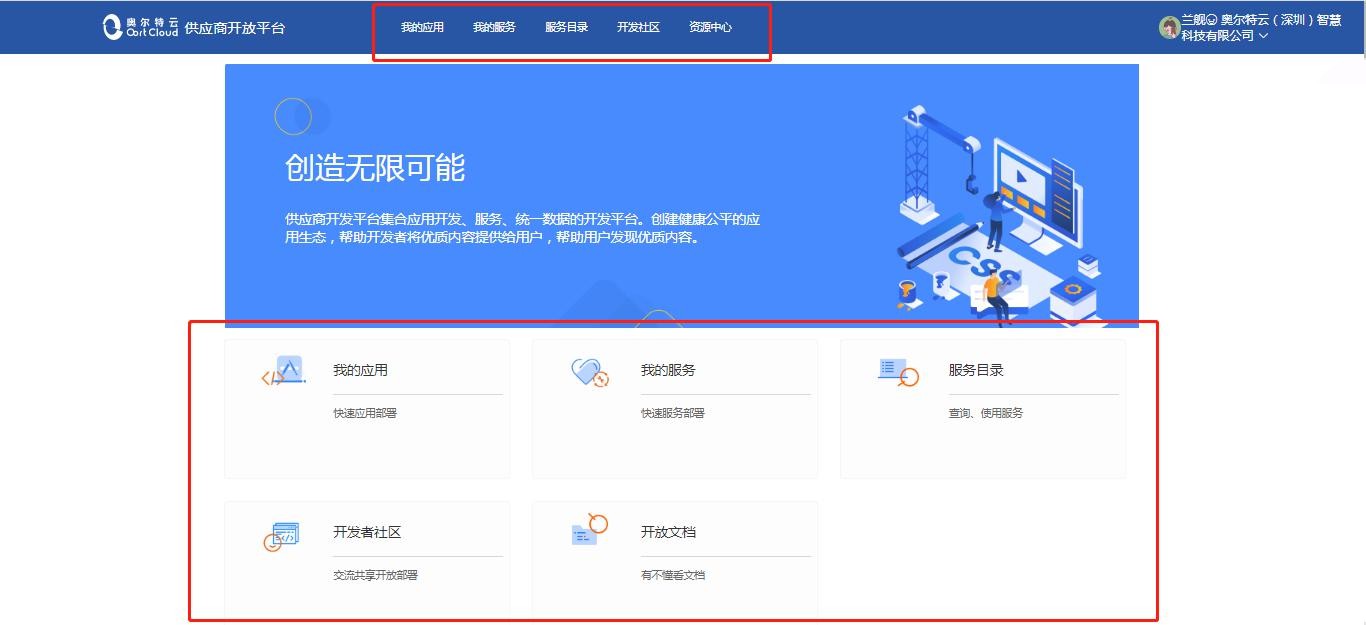 奥尔特云
OortCloud
供应商开放平台
我的应用 我的服务 服务目录 开发社区 资源中心
兰舰 奥尔特云（深圳）智慧
科技有限公司
创造无限可能
供应商开发平台集合应用开发、服务、统一数据的开发平台。创建健康公平的应
用生态，帮助开发者将优质内容提供给用户，帮助用户发现优质内容。
CSS
我的应用
快速应用部署
我的服务
快速服务部署
服务目录
查询、使用服务
开发者社区
交流共享开放部署
开放文档
有不懂看文档